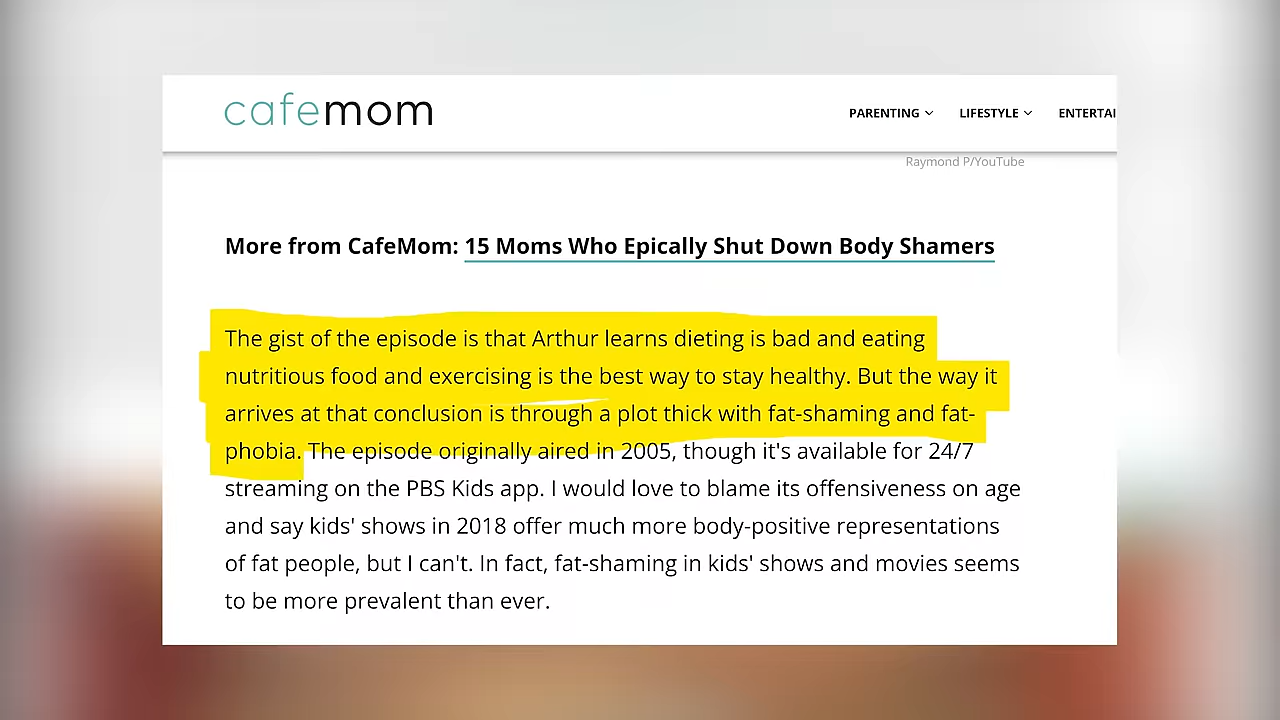 cafemom
PARENTING LIFESTYLE ENTERTAI
Raymond P/YouTube
More from CafeMom: 15 Moms Who Epically Shut Down Body Shamers
The gist of the episode is that Arthur learns dieting is bad and eating
nutritious food and exercising is the best way to stay healthy. But the way it
arrives at that conclusion is through a plot thick with fat-shaming and fat-
phobia. The episode originally aired in 2005, though it's available for 24/7
streaming on the PBS Kids app. I would love to blame its offensiveness on age
and say kids' shows in 2018 offer much more body-positive representations
of fat people, but I can't. In fact, fat-shaming in kids' shows and movies seems
to be more prevalent than ever.